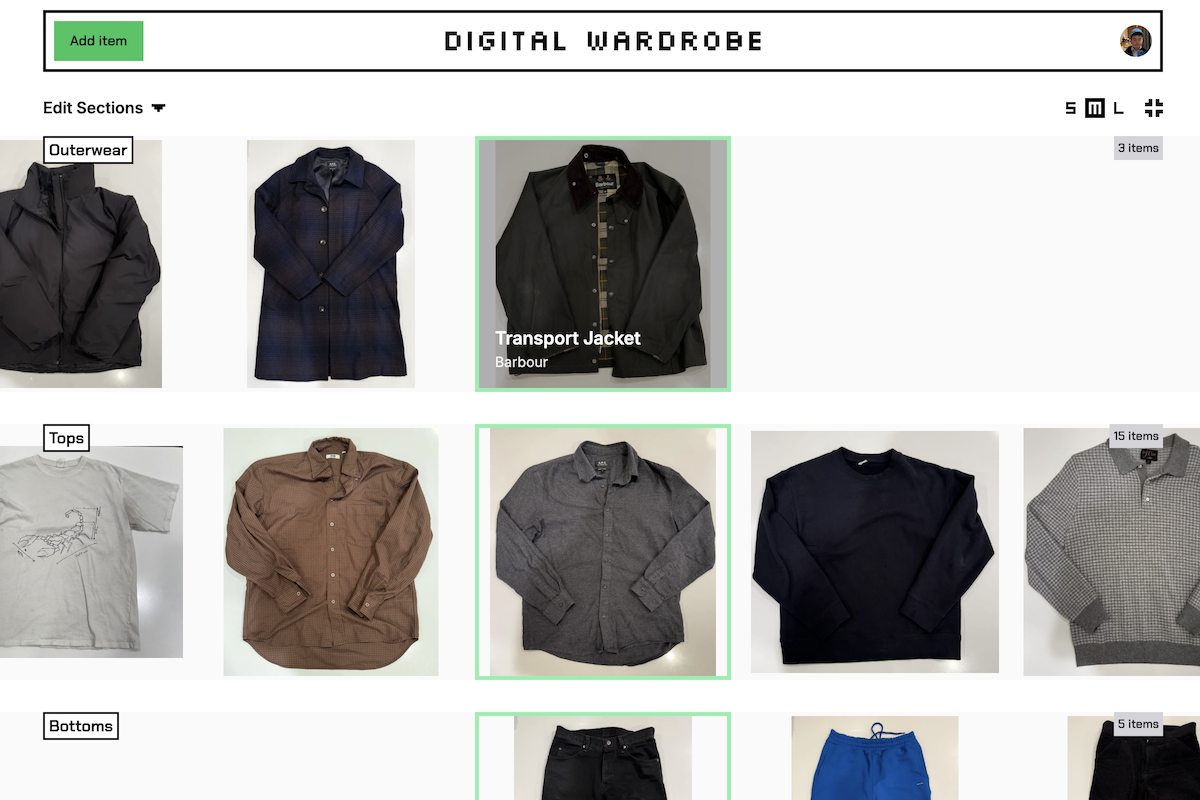 Add item
DIGITAL WARDROBE
Edit Sections
S M L
Outerwear
3 items
Barbour
Transport Jacket
Barbour
Tops
15 items
Bottoms
5 items